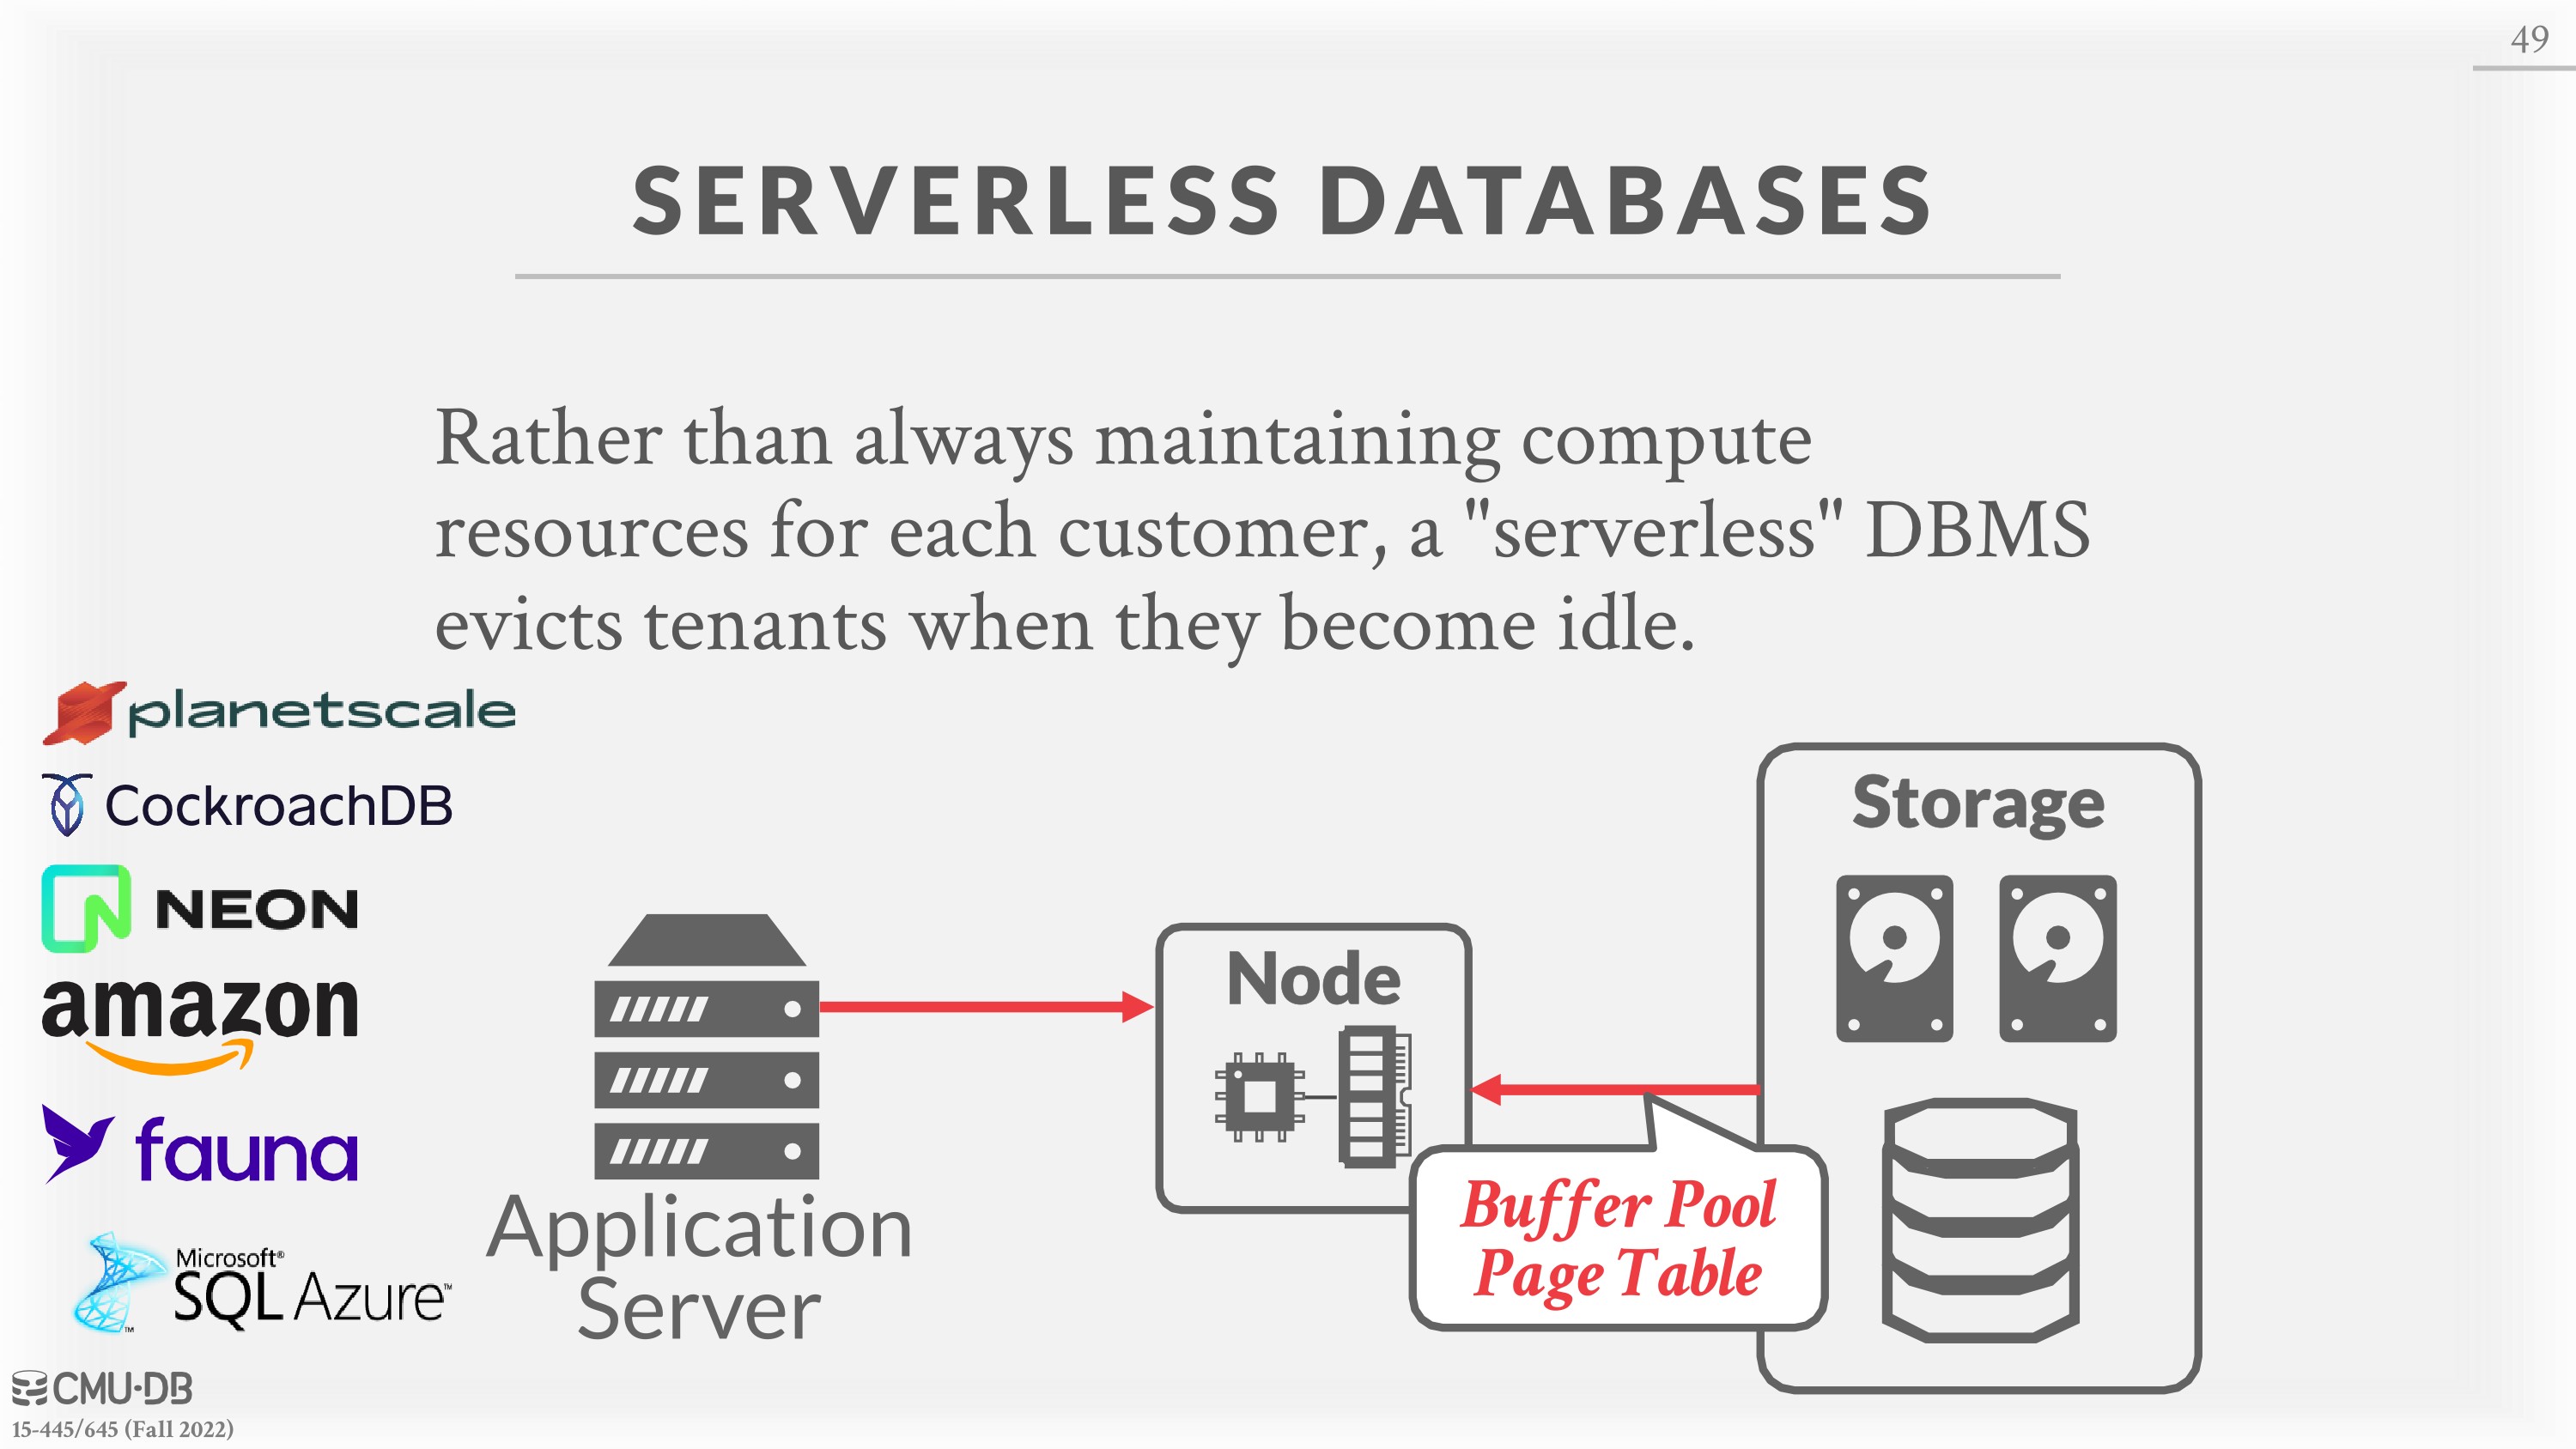 49
SERVERLESS DATABASES
Rather than always maintaining compute
resources for each customer, a "serverless" DBMS
evicts tenants when they become idle.
planetscale
CockroachDB
NEON
amazon
fauna
Microsoft®
SQL Azure™
™
Application
Server
Node
Storage
Buffer Pool
Page Table
CMU·DB
15-445/645 (Fall 2022)